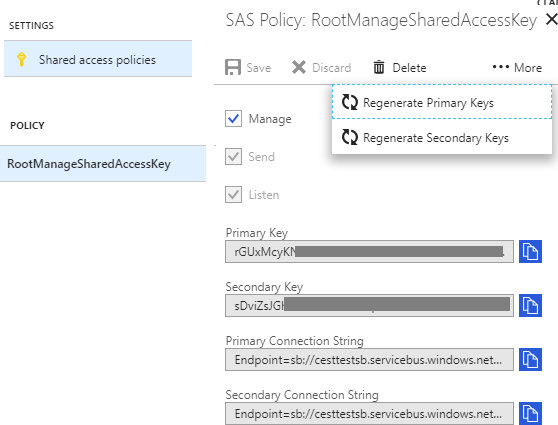 SETTINGS
Shared access policies
POLICY
RootManageSharedAccessKey
SAS Policy: RootManageSharedAccessKey
Save Discard Delete ••• More
Regenerate Primary Keys
Regenerate Secondary Keys
Manage
Send
Listen
Primary Key
rGUxMcyKN
Secondary Key
sDviZsJG
Primary Connection String
Endpoint=sb://cesttestsb.servicebus.windows.net...
Secondary Connection String
Endpoint=sb://cesttestsb.servicebus.windows.net...